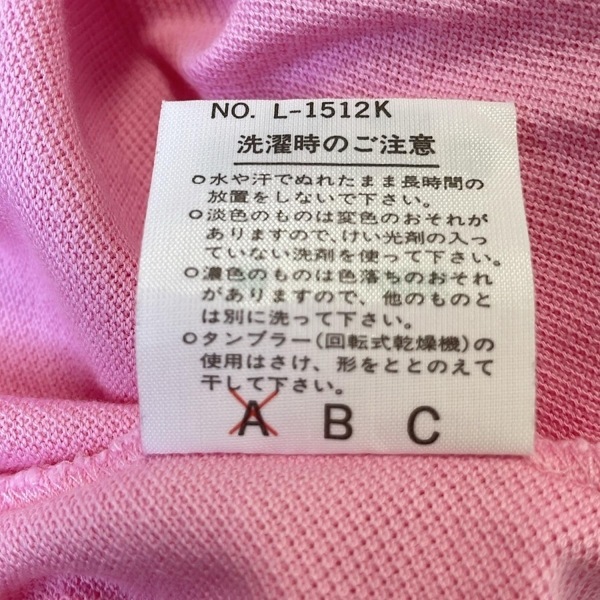 NO. L-1512K
洗濯時のご注意
○水や汗でぬれたまま長時間の
放置をしないで下さい。
○淡色のものは変色のおそれが
ありますので、けい光剤の入っ
ていない洗剤を使って下さい。
○濃色のものは色落ちのおそれ
がありますので、他のものと
は別に洗って下さい。
○タンブラー(回転式乾燥機)の
使用はさけ、形をととのえて
干して下さい。
A B C